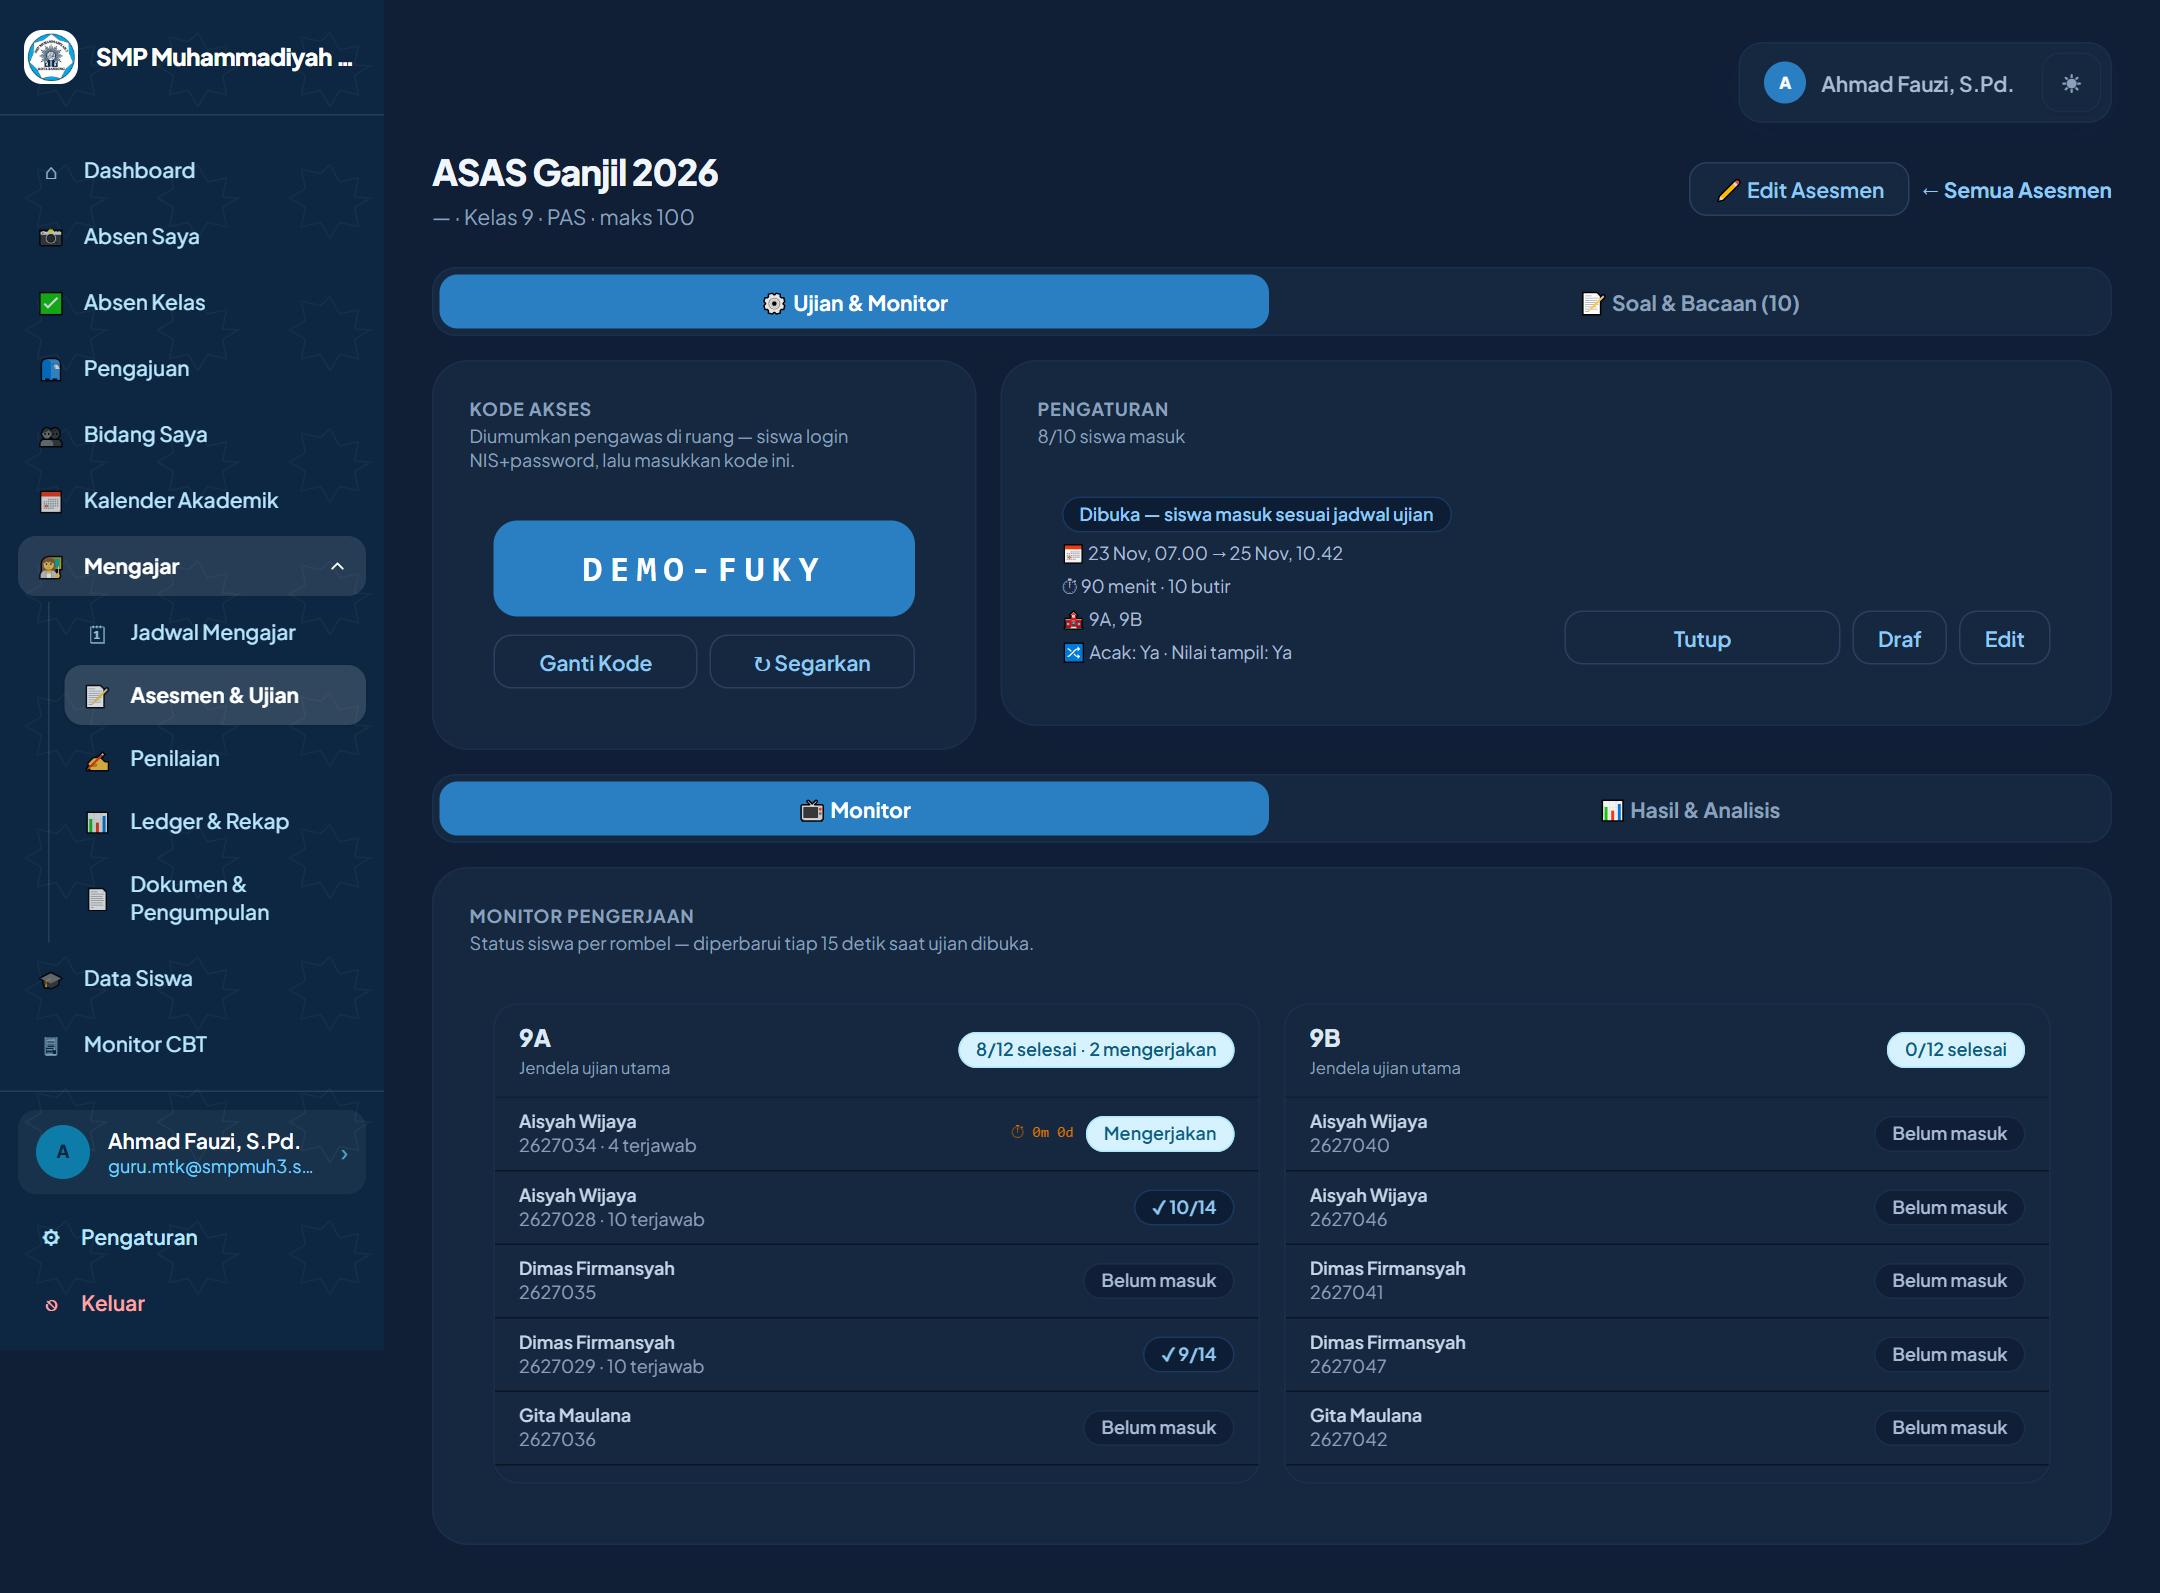 SMP Muhammadiyah ...
Dashboard
Absen Saya
Absen Kelas
Pengajuan
Bidang Saya
Kalender Akademik
Mengajar
Jadwal Mengajar
Asesmen & Ujian
Penilaian
Ledger & Rekap
Dokumen &
Pengumpulan
Data Siswa
Monitor CBT
A
Ahmad Fauzi, S.Pd.
guru.mtk@smpmuh3.s...
Pengaturan
Keluar
A Ahmad Fauzi, S.Pd.
ASAS Ganjil 2026
— · Kelas 9 · PAS · maks 100
Edit Asesmen
← Semua Asesmen
Ujian & Monitor
Soal & Bacaan (10)
KODE AKSES
Diumumkan pengawas di ruang — siswa login
NIS+password, lalu masukkan kode ini.
DEMO-FUKY
Ganti Kode
↻ Segarkan
PENGATURAN
8/10 siswa masuk
Dibuka — siswa masuk sesuai jadwal ujian
23 Nov, 07.00 → 25 Nov, 10.42
90 menit · 10 butir
9A, 9B
Acak: Ya · Nilai tampil: Ya
Tutup
Draf
Edit
Monitor
Hasil & Analisis
MONITOR PENGERJAAN
Status siswa per rombel — diperbarui tiap 15 detik saat ujian dibuka.
9A
Jendela ujian utama
8/12 selesai · 2 mengerjakan
Aisyah Wijaya
2627034 · 4 terjawab
0m 0d
Mengerjakan
Aisyah Wijaya
2627028 · 10 terjawab
✓ 10/14
Dimas Firmansyah
2627035
Belum masuk
Dimas Firmansyah
2627029 · 10 terjawab
✓ 9/14
Gita Maulana
2627036
Belum masuk
9B
Jendela ujian utama
0/12 selesai
Aisyah Wijaya
2627040
Belum masuk
Aisyah Wijaya
2627046
Belum masuk
Dimas Firmansyah
2627041
Belum masuk
Dimas Firmansyah
2627047
Belum masuk
Gita Maulana
2627042
Belum masuk